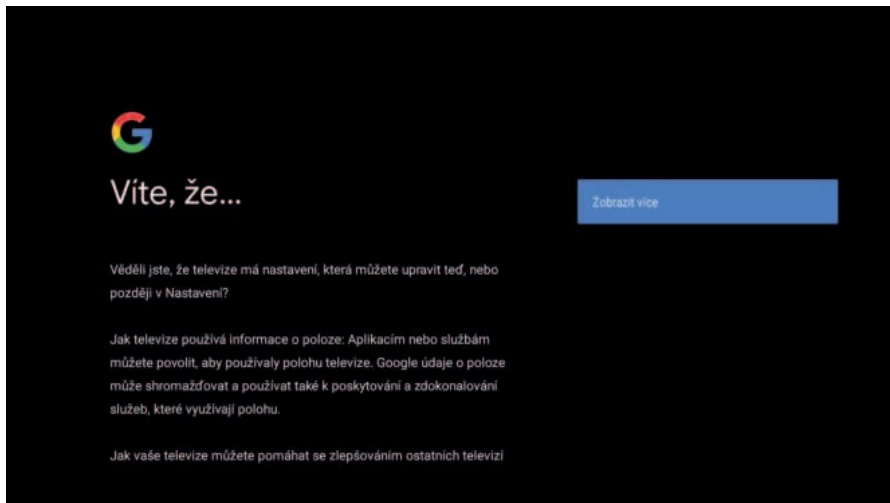 Víte, že...
Zobrazit více
Věděli jste, že televize má nastavení, která můžete upravit teď, nebo
později v Nastavení?
Jak televize používá informace o poloze: Aplikacím nebo službám
můžete povolit, aby používaly polohu televize. Google údaje o poloze
může shromažďovat a používat také k poskytování a zdokonalování
služeb, které využívají polohu.
Jak vaše televize můžete pomáhat se zlepšováním ostatních televizí